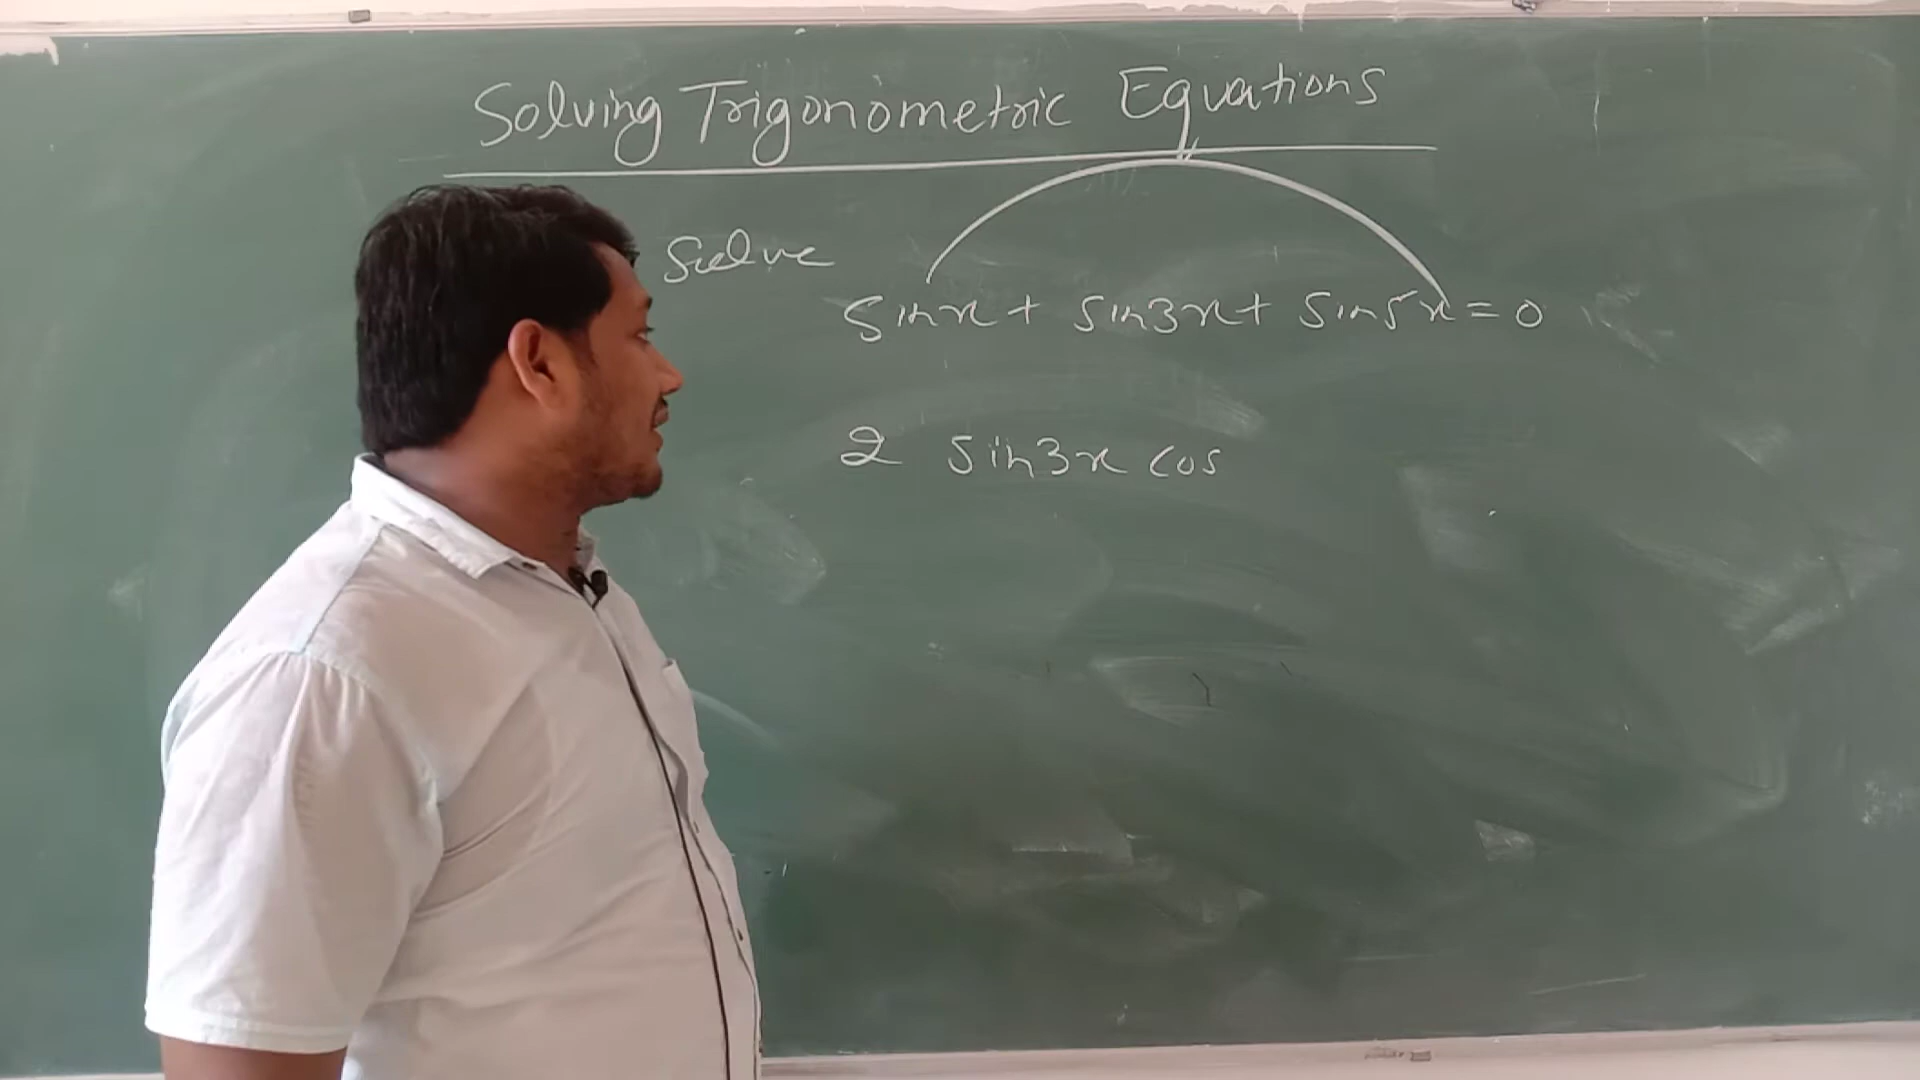 Solving Trigonometric Equations
Solve
sinx + sin3x + sin5x = 0
2 sin3x cos